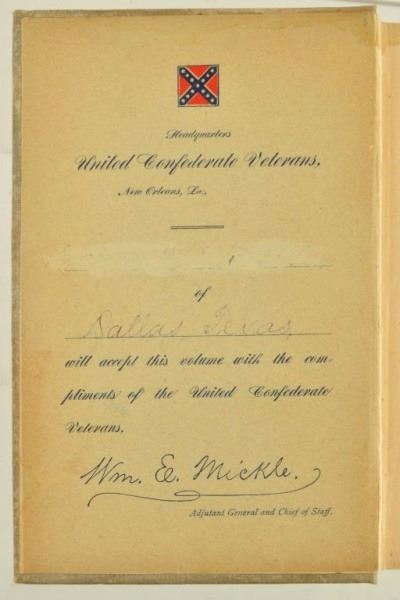 Headquarters
United Confederate Veterans,
New Orleans, La.,
of
Dallas, Texas,
will accept this volume with the com-
pliments of the United Confederate
Veterans.
Wm. E. Mickle.
Adjutant General and Chief of Staff.